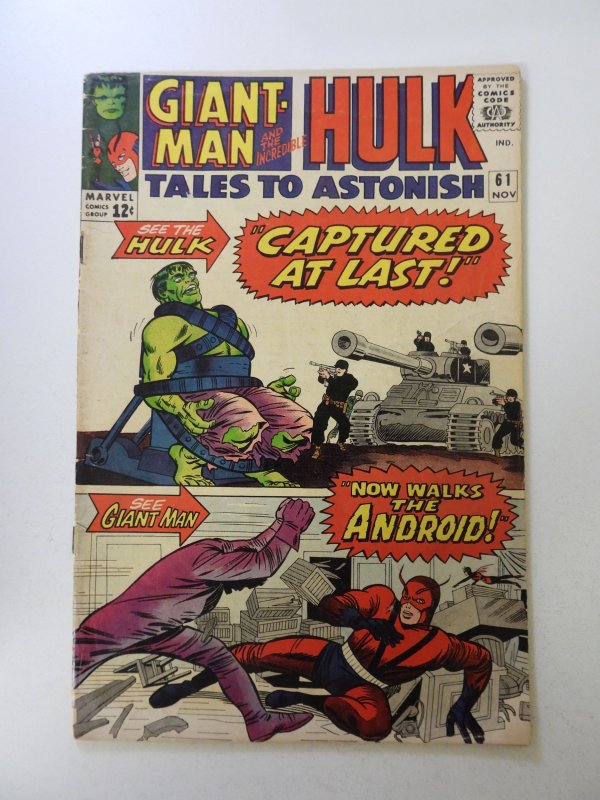 GIANT-
MAN
AND
THE
INCREDIBLE
HULK
TALES TO ASTONISH
APPROVED
BY THE
COMICS
CODE
CA
AUTHORITY
IND.
61
NOV
MARVEL
COMICS
GROUP
12¢
SEE THE
HULK
"CAPTURED
AT LAST!"
SEE
GIANT MAN
"NOW WALKS
THE
ANDROID!"